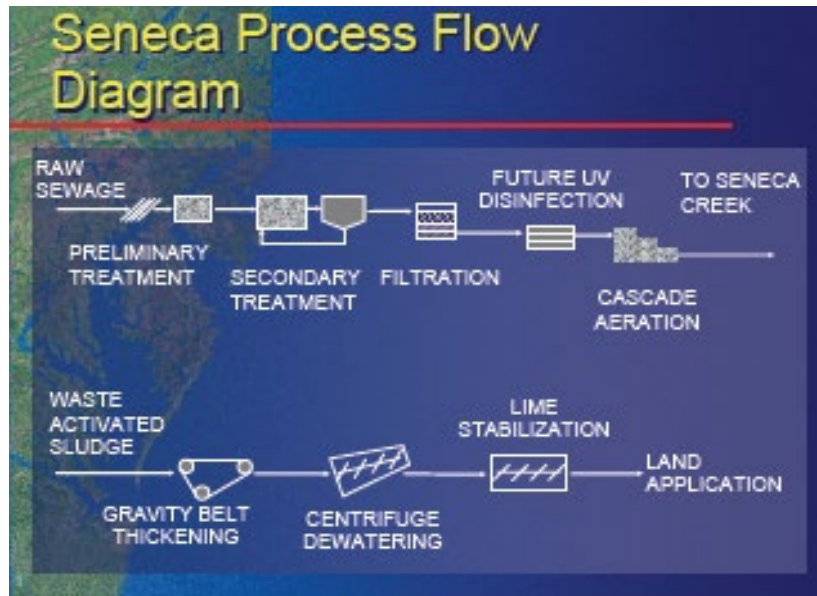 Seneca Process Flow
Diagram
RAW
SEWAGE
PRELIMINARY
TREATMENT
SECONDARY
TREATMENT
FILTRATION
FUTURE UV
DISINFECTION
CASCADE
AERATION
TO SENECA
CREEK
WASTE
ACTIVATED
SLUDGE
GRAVITY BELT
THICKENING
CENTRIFUGE
DEWATERING
LIME
STABILIZATION
LAND
APPLICATION